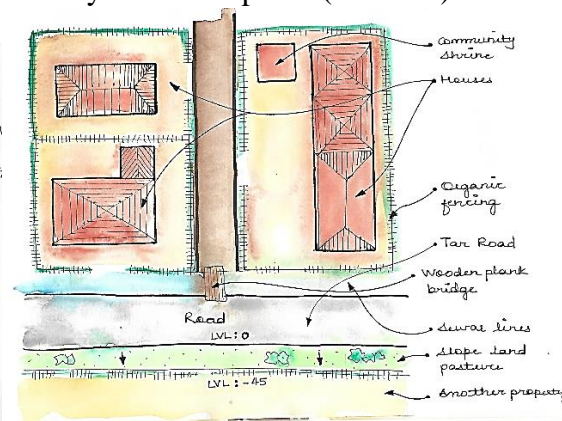 Community
Shrine
Houses
Organic
fencing
Tar Road
Wooden plank
bridge
Sewar lines
Slope land
pasture
Another property
Road
LVL: 0
LVL: -45